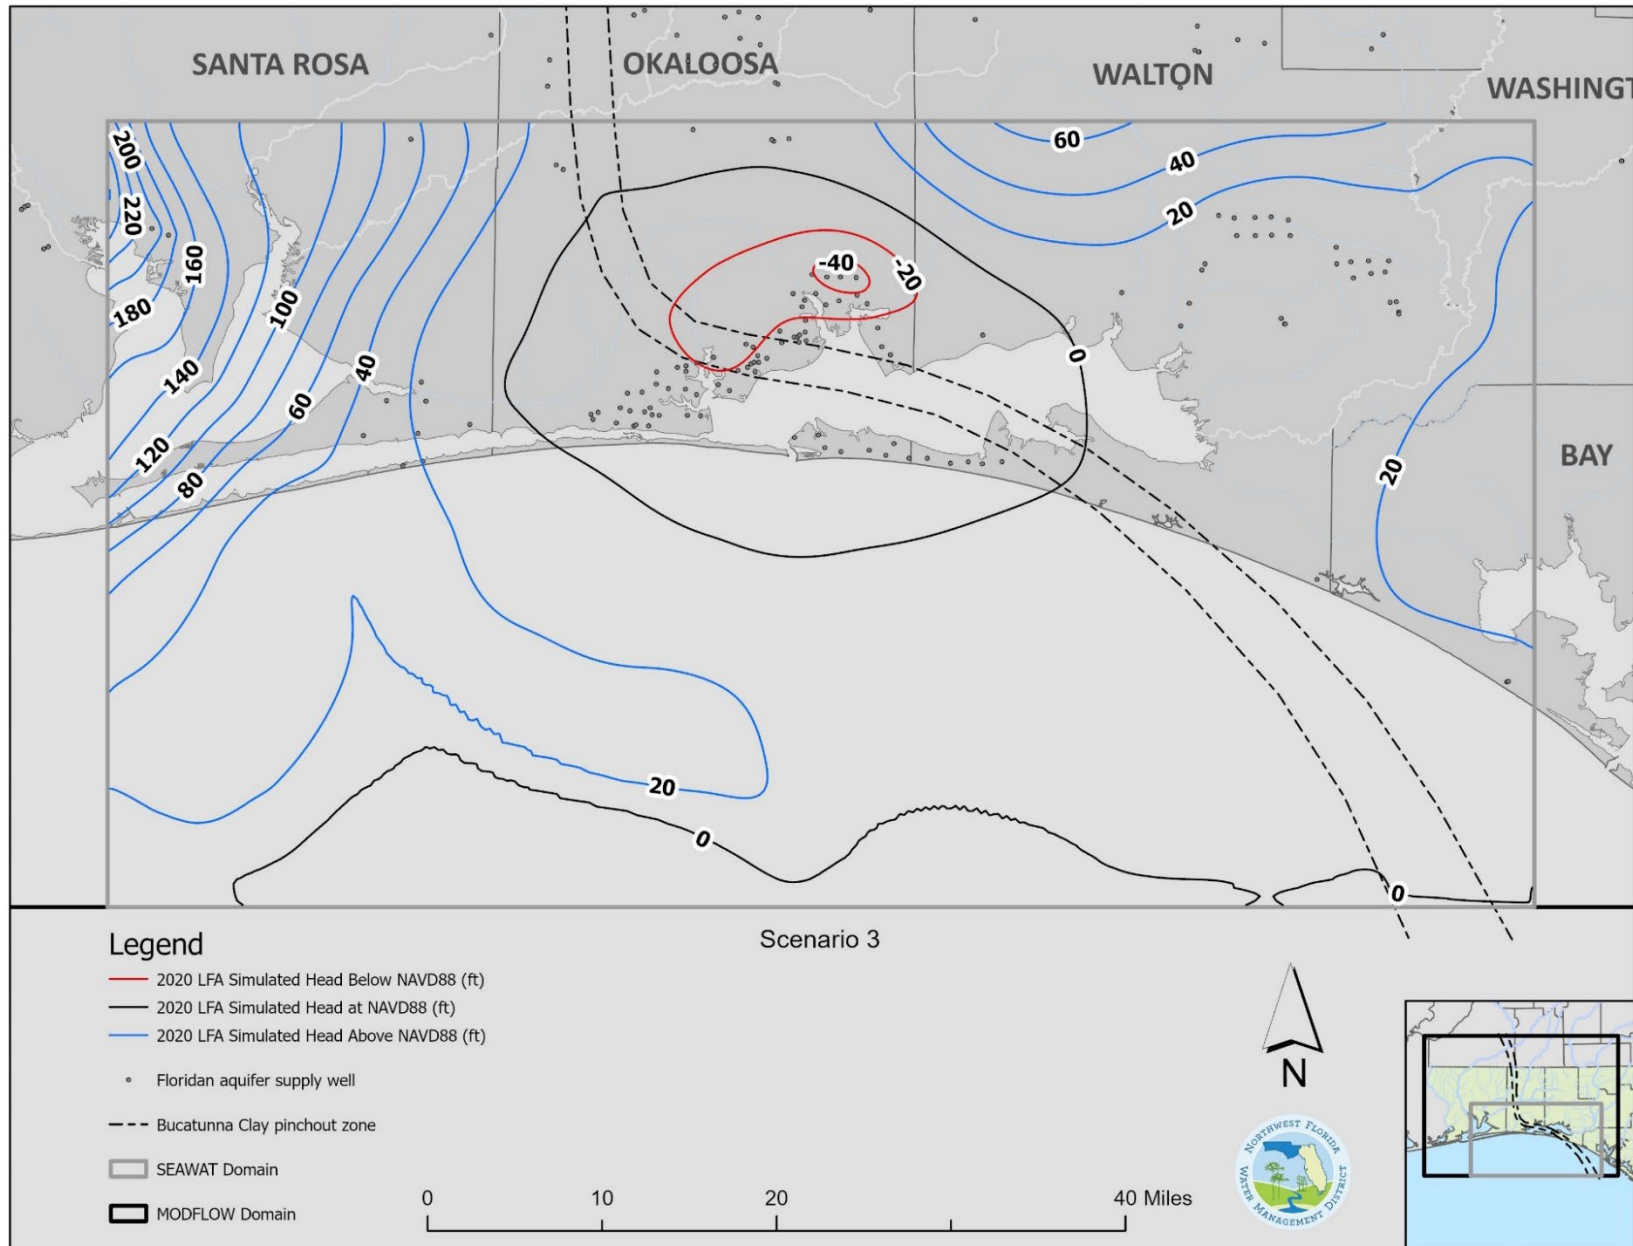 SANTA ROSA
OKALOOSA
WALTON
WASHINGT
BAY
200
220
160
180
100
140
40
60
120
80
-40
-20
0
60
40
20
20
20
0
0
Scenario 3
Legend
2020 LFA Simulated Head Below NAVD88 (ft)
2020 LFA Simulated Head at NAVD88 (ft)
2020 LFA Simulated Head Above NAVD88 (ft)
Floridan aquifer supply well
Bucatunna Clay pinchout zone
SEAWAT Domain
MODFLOW Domain
0 10 20 40 Miles
N
NORTHWEST FLORIDA
WATER MANAGEMENT DISTRICT